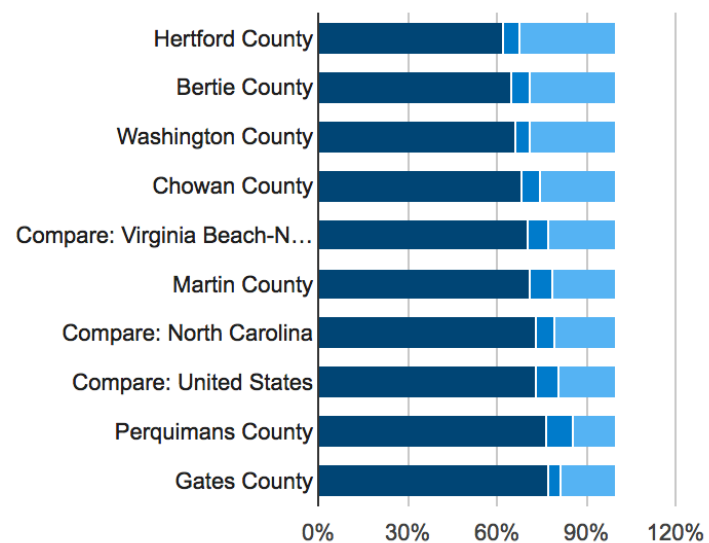 Hertford County
Bertie County
Washington County
Chowan County
Compare: Virginia Beach-N…
Martin County
Compare: North Carolina
Compare: United States
Perquimans County
Gates County
0% 30% 60% 90% 120%